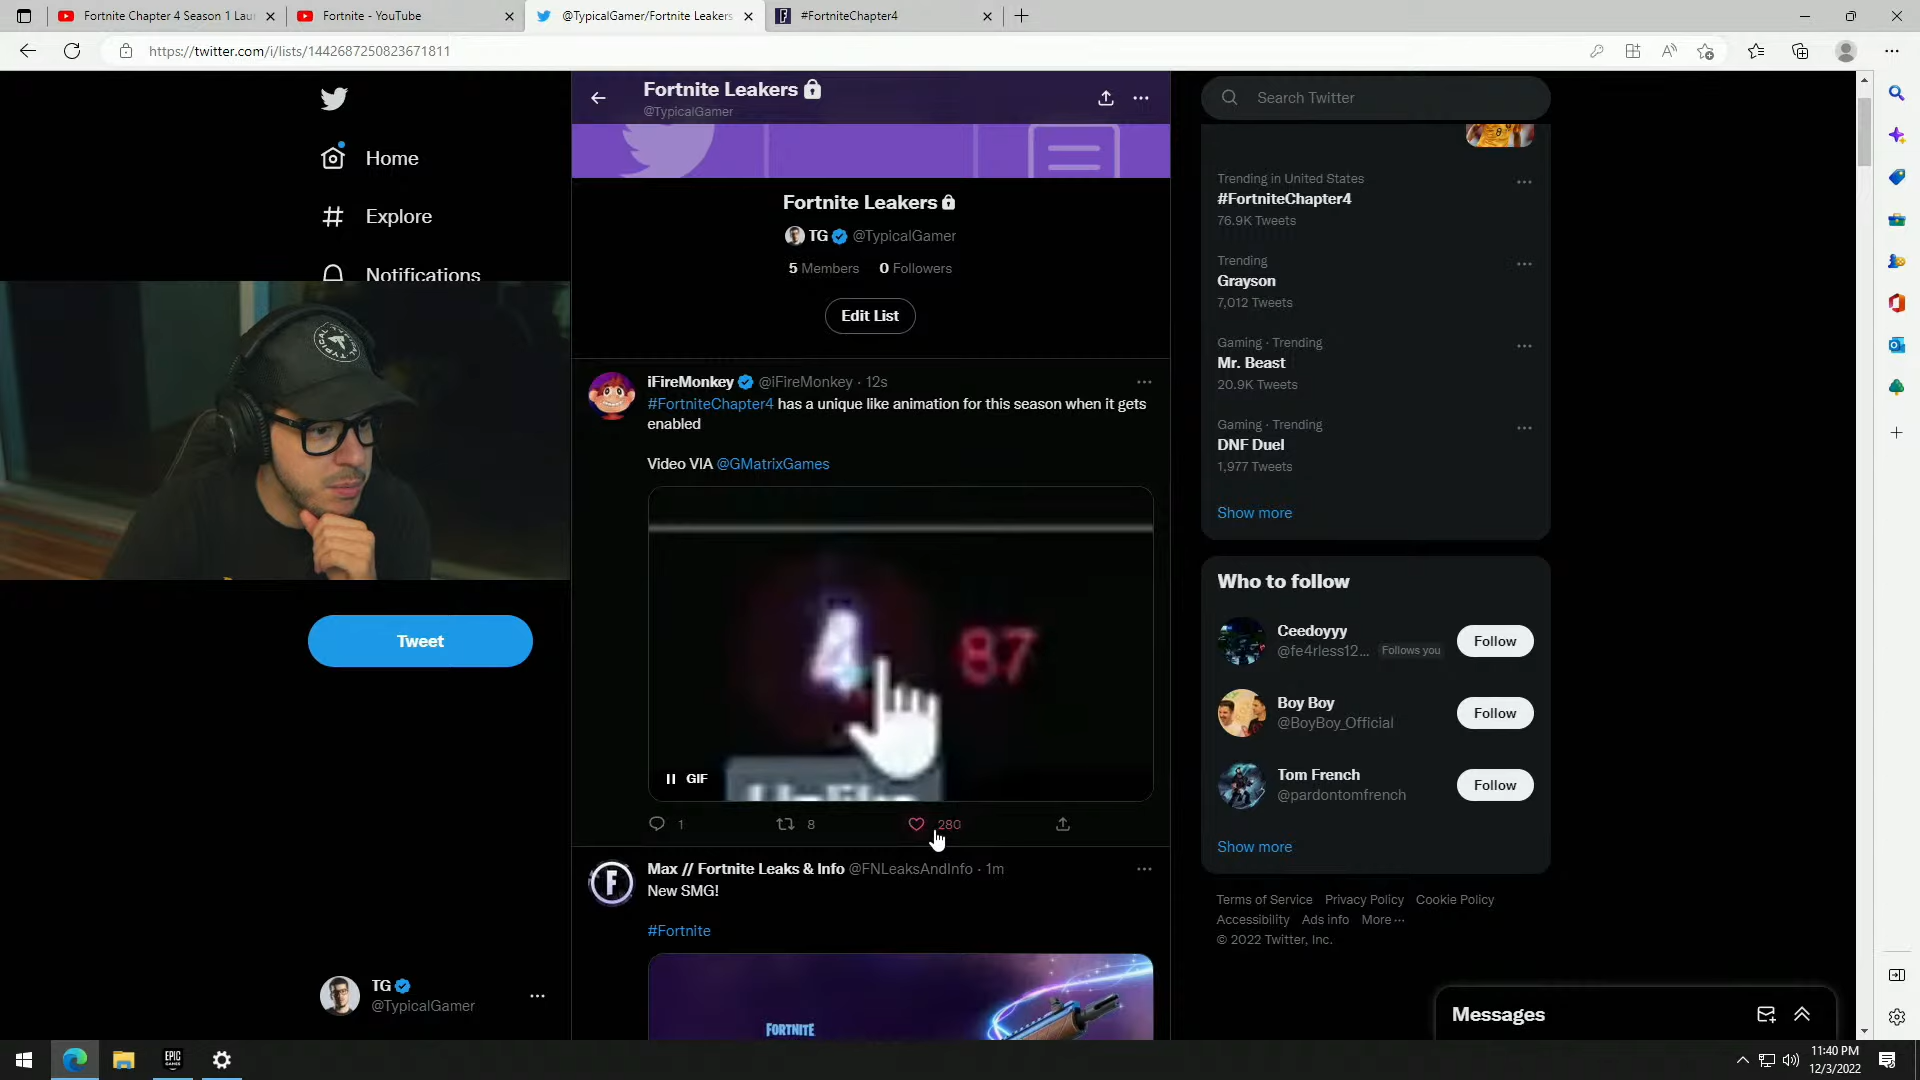 Fortnite Chapter 4 Season 1 Lau
Fortnite - YouTube
@TypicalGamer/Fortnite Leakers
#FortniteChapter4
https://twitter.com/i/lists/1442687250823671811
Home
Explore
Notifications
Tweet
TG
@TypicalGamer
Fortnite Leakers
@TypicalGamer
Fortnite Leakers
TG @TypicalGamer
5 Members 0 Followers
Edit List
iFireMonkey @iFireMonkey · 12s
#FortniteChapter4 has a unique like animation for this season when it gets
enabled
Video VIA @GMatrixGames
4 87
GIF
Unlike
1 8 280
Max // Fortnite Leaks & Info @FNLeaksAndInfo · 1m
New SMG!
#Fortnite
FORTNITE
Search Twitter
Trending in United States
#FortniteChapter4
76.9K Tweets
Trending
Grayson
7,012 Tweets
Gaming · Trending
Mr. Beast
20.9K Tweets
Gaming · Trending
DNF Duel
1,977 Tweets
Show more
Who to follow
Ceedoyyy
@fe4rless12... Follows you
Follow
Boy Boy
@BoyBoy_Official
Follow
Tom French
@pardontomfrench
Follow
Show more
Terms of Service Privacy Policy Cookie Policy
Accessibility Ads info More ···
© 2022 Twitter, Inc.
Messages
EPIC
GAMES
11:40 PM
12/3/2022